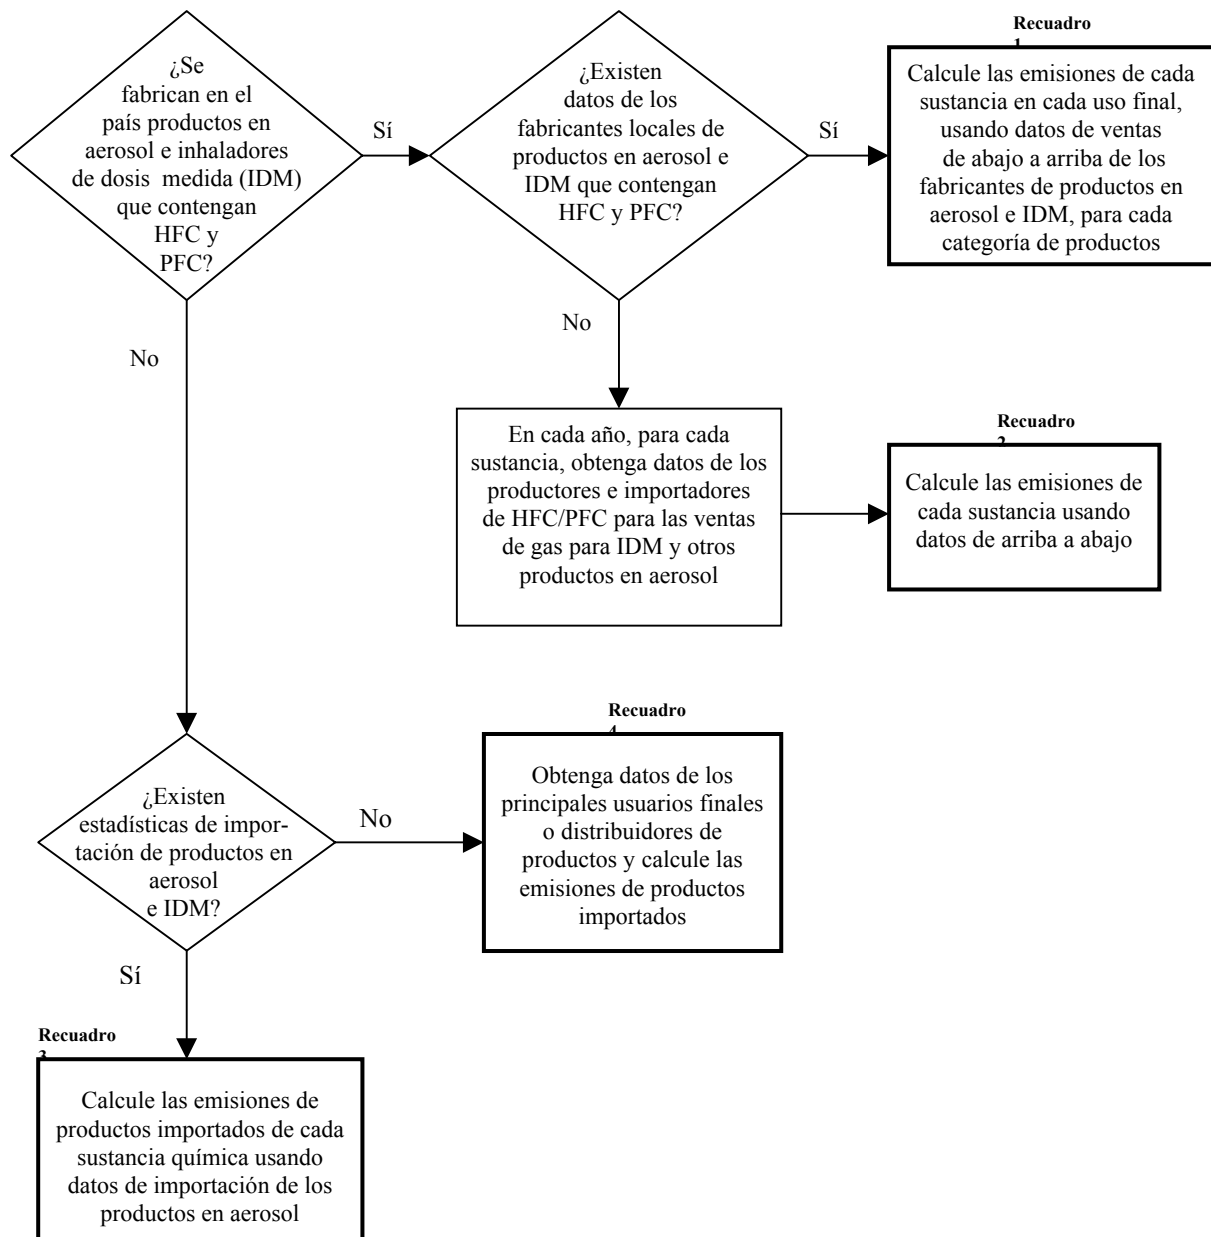 ¿Se
fabrican en el
país productos en
aerosol e inhaladores
de dosis medida (IDM)
que contengan
HFC y
PFC?
Sí
¿Existen
datos de los
fabricantes locales de
productos en aerosol e
IDM que contengan
HFC y PFC?
Sí
Recuadro
1
Calcule las emisiones de cada
sustancia en cada uso final,
usando datos de ventas
de abajo a arriba de los
fabricantes de productos en
aerosol e IDM, para cada
categoría de productos
No
No
En cada año, para cada
sustancia, obtenga datos de los
productores e importadores
de HFC/PFC para las ventas
de gas para IDM y otros
productos en aerosol
Recuadro
2
Calcule las emisiones de
cada sustancia usando
datos de arriba a abajo
¿Existen
estadísticas de impor-
tación de productos en
aerosol
e IDM?
No
Recuadro
4
Obtenga datos de los
principales usuarios finales
o distribuidores de
productos y calcule las
emisiones de productos
importados
Sí
Recuadro
3
Calcule las emisiones de
productos importados de cada
sustancia química usando
datos de importación de los
productos en aerosol